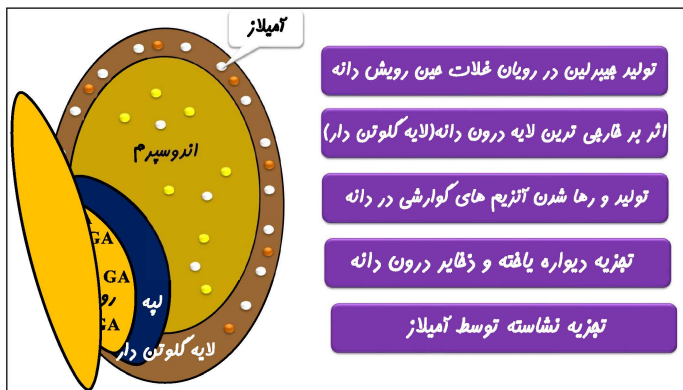 آمیلاز
تولید جیبرلین در رویان غلات حین رویش دانه
اثر بر خارجی ترین لایه درون دانه(لایه گلوتن دار)
تولید و رها شدن آنزیم های گوارشی در دانه
تجزیه دیواره یاخته و ذخایر درون دانه
تجزیه نشاسته توسط آمیلاز
اندوسپرم
GA
GA
رو
GA
لپه
لایه گلوتن دار